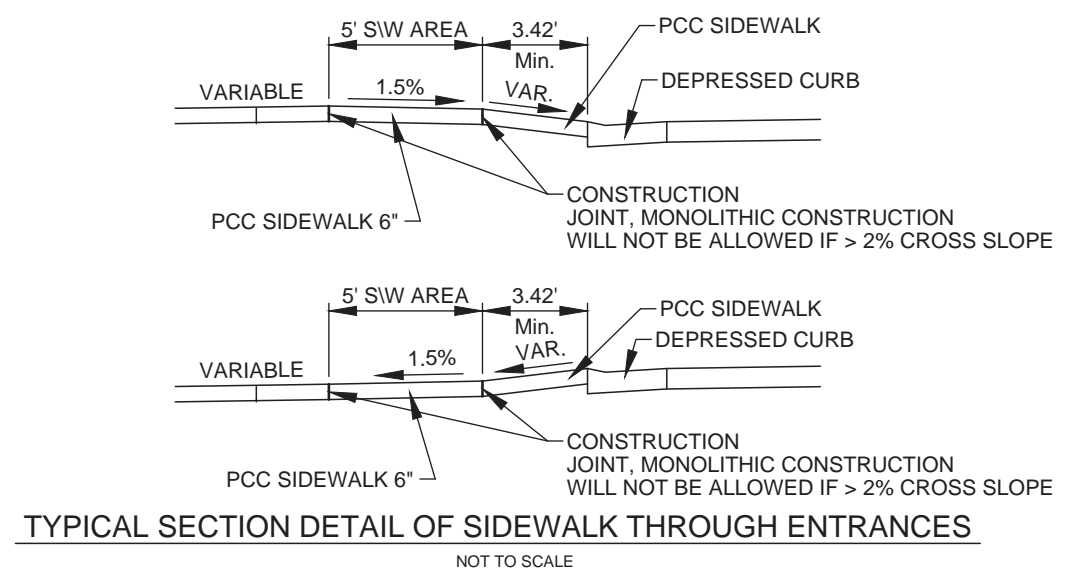 5' S\W AREA
3.42'
Min.
VAR.
PCC SIDEWALK
DEPRESSED CURB
VARIABLE
1.5%
CONSTRUCTION
JOINT, MONOLITHIC CONSTRUCTION
WILL NOT BE ALLOWED IF > 2% CROSS SLOPE
PCC SIDEWALK 6"
5' S\W AREA
3.42'
Min.
VAR.
PCC SIDEWALK
DEPRESSED CURB
VARIABLE
1.5%
CONSTRUCTION
JOINT, MONOLITHIC CONSTRUCTION
WILL NOT BE ALLOWED IF > 2% CROSS SLOPE
PCC SIDEWALK 6"
TYPICAL SECTION DETAIL OF SIDEWALK THROUGH ENTRANCES
NOT TO SCALE